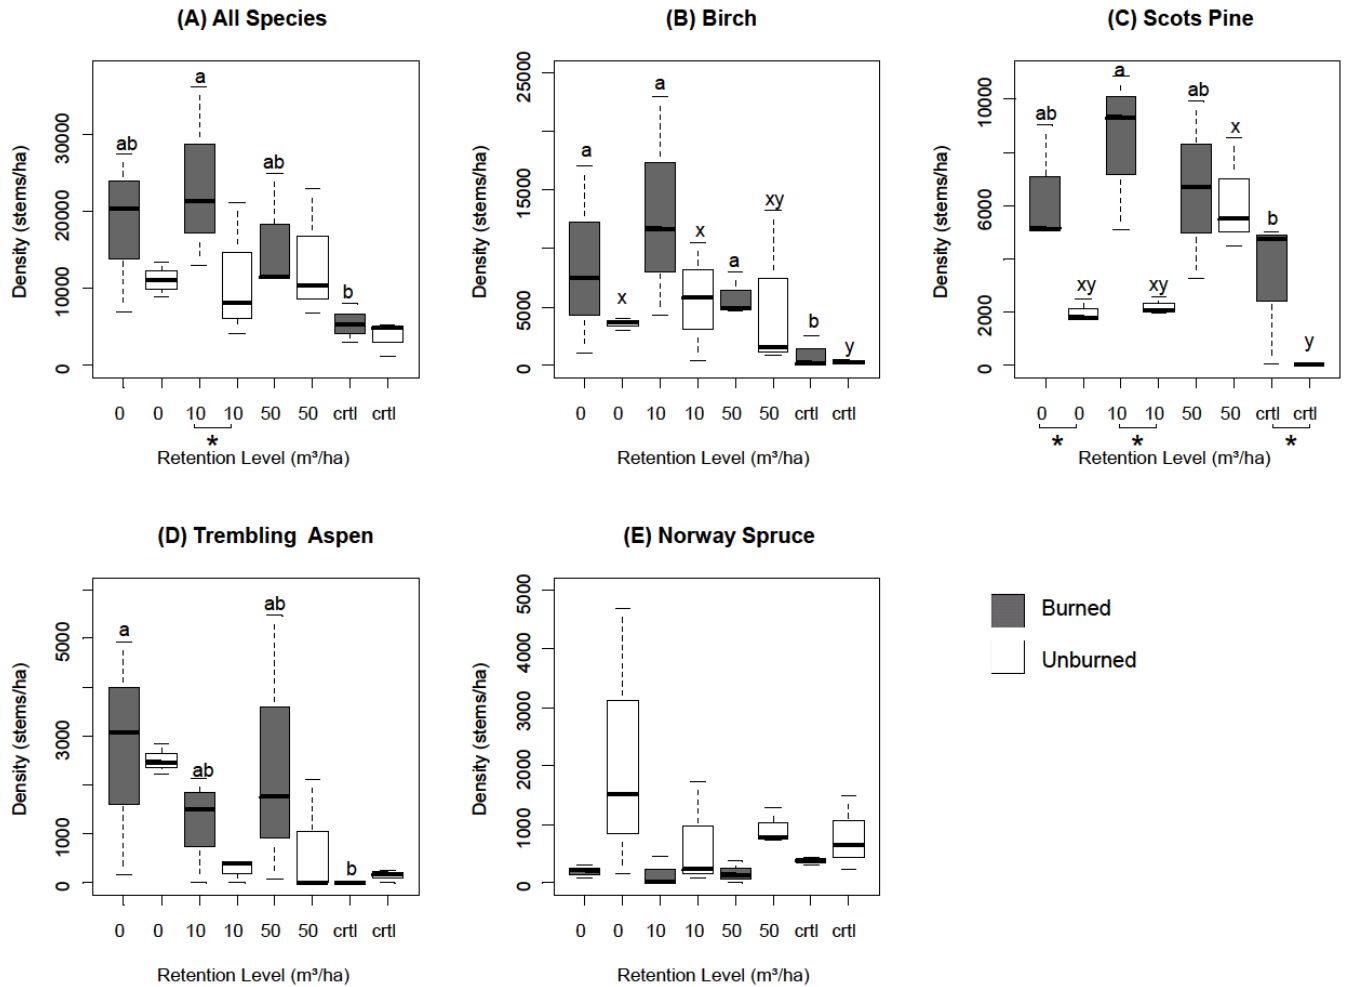 (A) All Species
(B) Birch
(C) Scots Pine
Density (stems/ha)
0 10000 20000 30000
ab a ab b
0 0 10 10 50 50 crtl crtl
*
Retention Level (m³/ha)
Density (stems/ha)
0 5000 15000 25000
a x a x a xy b y
0 0 10 10 50 50 crtl crtl
Retention Level (m³/ha)
Density (stems/ha)
0 2000 6000 10000
ab xy a xy ab x b y
0 0 10 10 50 50 crtl crtl
* * *
Retention Level (m³/ha)
(D) Trembling Aspen
(E) Norway Spruce
Density (stems/ha)
0 1000 3000 5000
a ab ab b
0 0 10 10 50 50 crtl crtl
Retention Level (m³/ha)
Density (stems/ha)
0 1000 2000 3000 4000 5000
0 0 10 10 50 50 crtl crtl
Retention Level (m³/ha)
Burned
Unburned